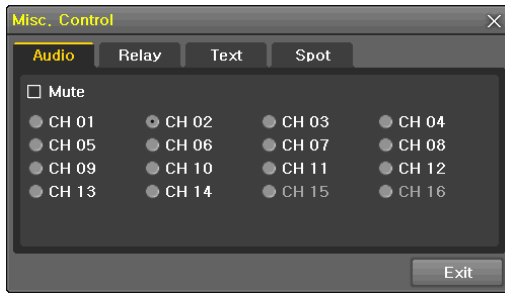 Misc. Control
Audio Relay Text Spot
Mute
CH 01 CH 02 CH 03 CH 04
CH 05 CH 06 CH 07 CH 08
CH 09 CH 10 CH 11 CH 12
CH 13 CH 14 CH 15 CH 16
Exit